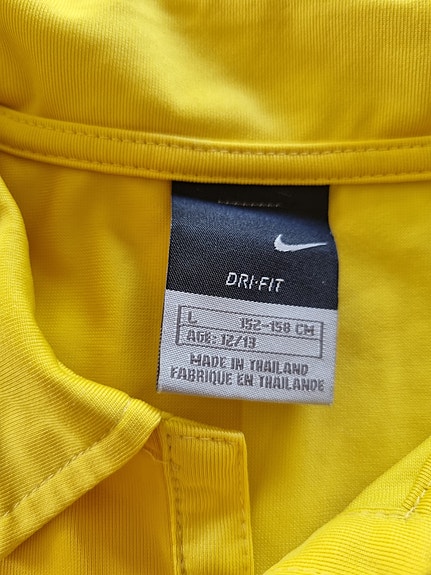 DRI-FIT
L 152-158 CM
AGE: 12/13
MADE IN THAILAND
FABRIQUE EN THAILANDE